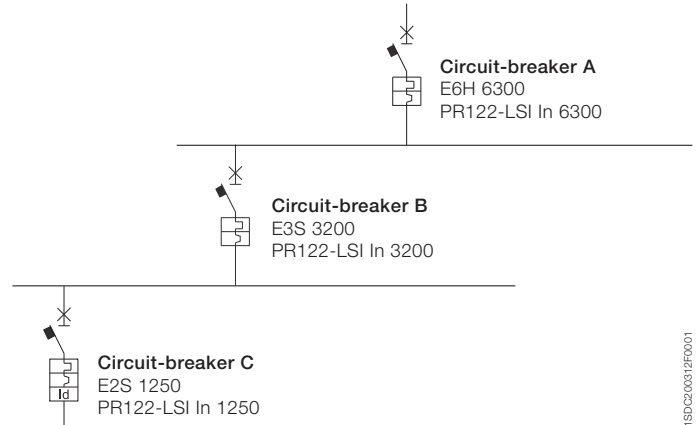 Circuit-breaker A
E6H 6300
PR122-LSI In 6300
Circuit-breaker B
E3S 3200
PR122-LSI In 3200
Circuit-breaker C
E2S 1250
PR122-LSI In 1250
Id
1SDC200312F0001